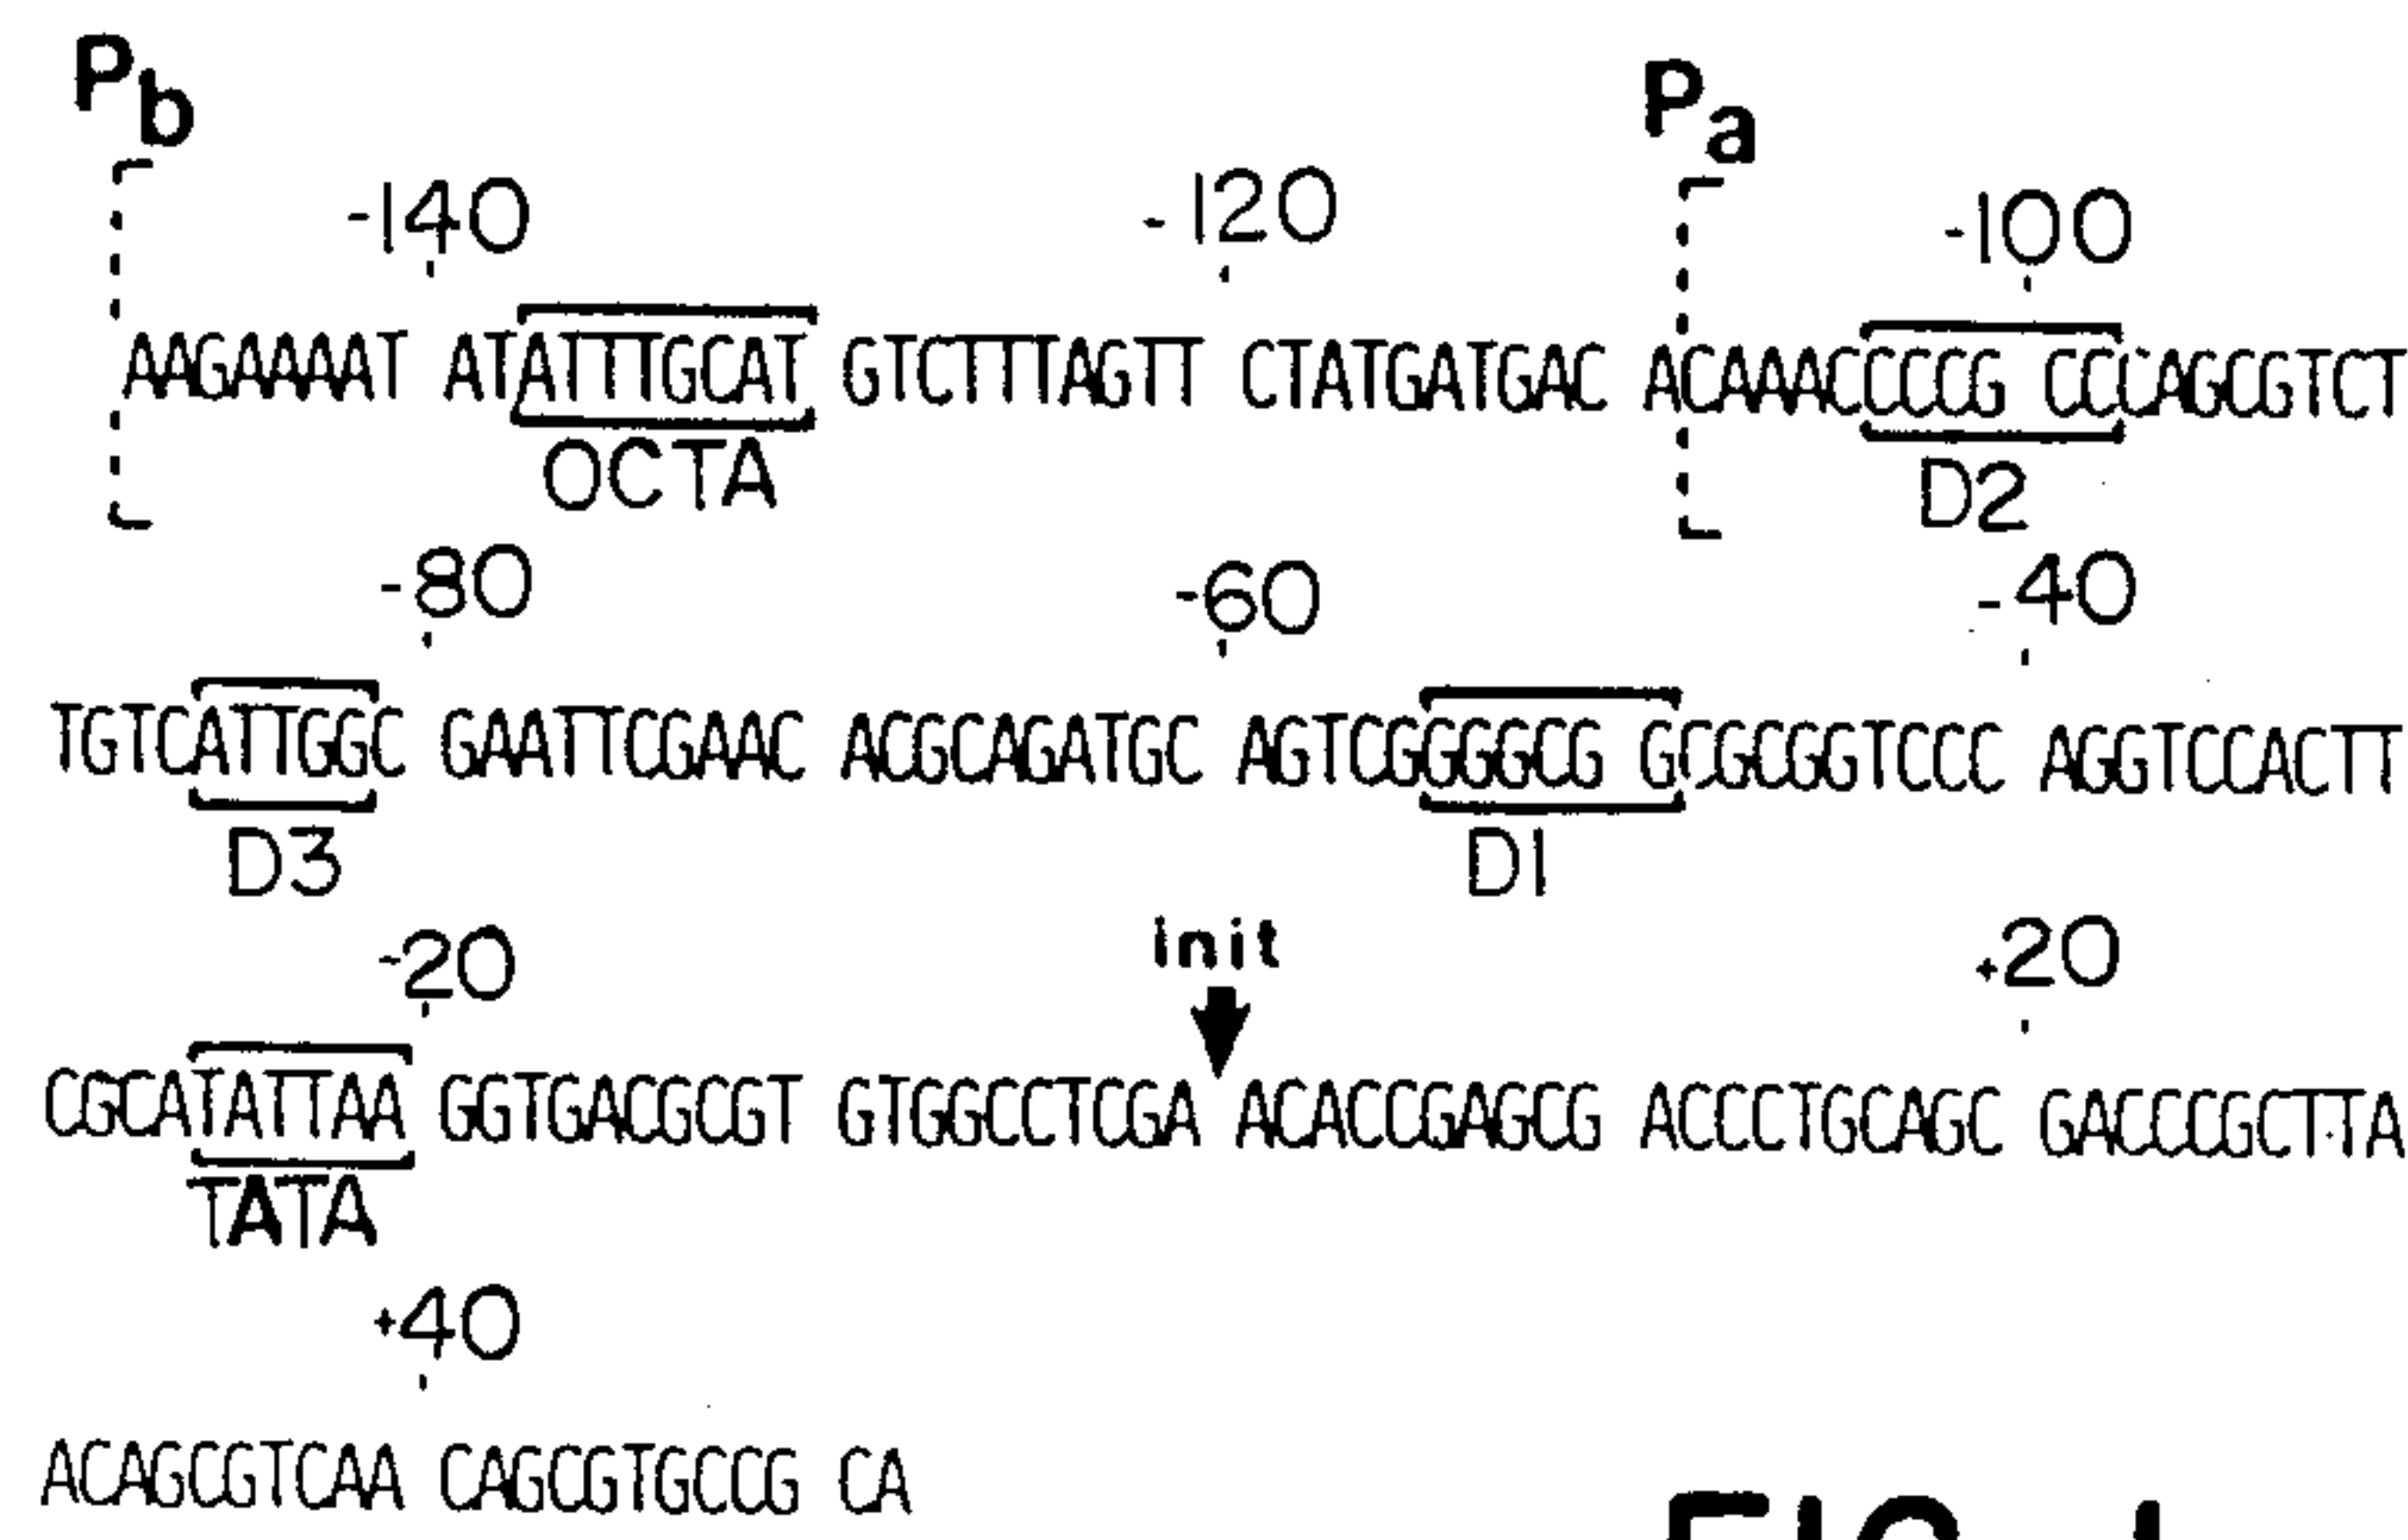 Pb Pa
-140 -120 -100
AAGAAAAT ATATTTGCAT GTCTTTAGTT CTATGATGAC ACAAACCCCG CCCAGCGTCT
OCTA D2
-80 -60 -40
TGTCATTGGC GAATTCGAAC ACGCAGATGC AGTCGGGGCG GCGCGGTCCC AGGTCCACTT
D3 D1
-20 init +20
CGCATATTAA GGTGACGCGT GTGGCCTCGA ACACCGAGCG ACCCTGCAGC GACCCGCTTA
TATA
+40
ACAGCGTCAA CAGCGTGCCG CA